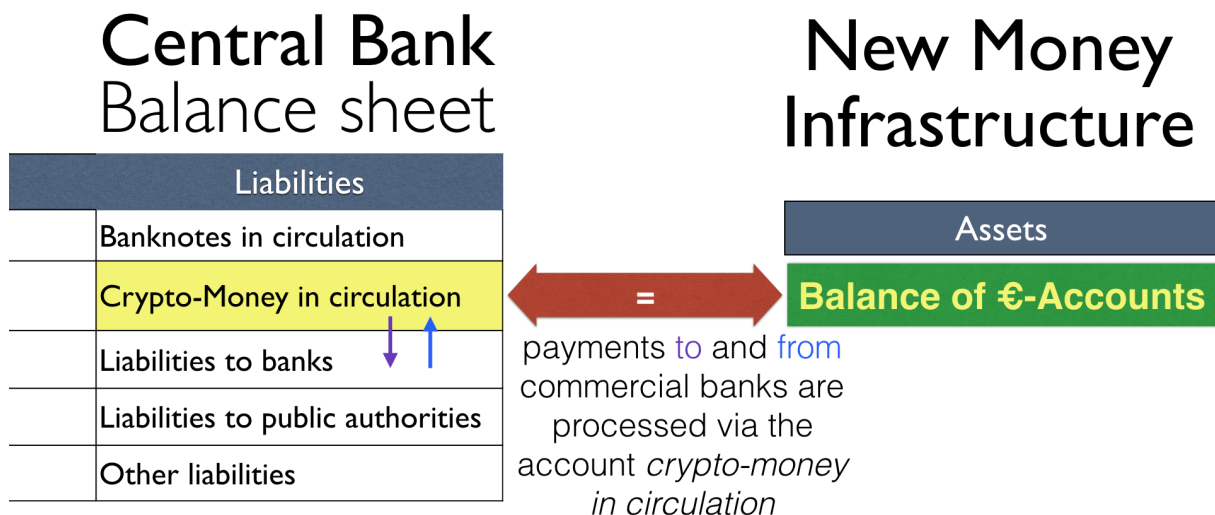 Central Bank
Balance sheet
Liabilities
Banknotes in circulation
Crypto-Money in circulation
Liabilities to banks
Liabilities to public authorities
Other liabilities
=
payments to and from
commercial banks are
processed via the
account crypto-money
in circulation
New Money
Infrastructure
Assets
Balance of €-Accounts